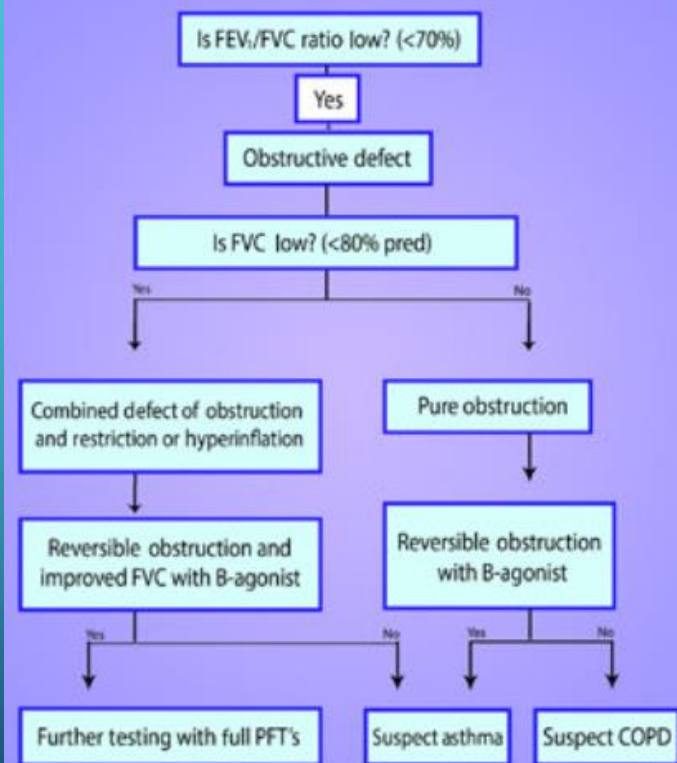 Is FEV₁/FVC ratio low? (<70%)
Yes
Obstructive defect
Is FVC low? (<80% pred)
Yes
No
Combined defect of obstruction
and restriction or hyperinflation
Pure obstruction
Reversible obstruction and
improved FVC with B-agonist
Reversible obstruction
with B-agonist
Yes
No
Yes
No
Further testing with full PFT's
Suspect asthma
Suspect COPD